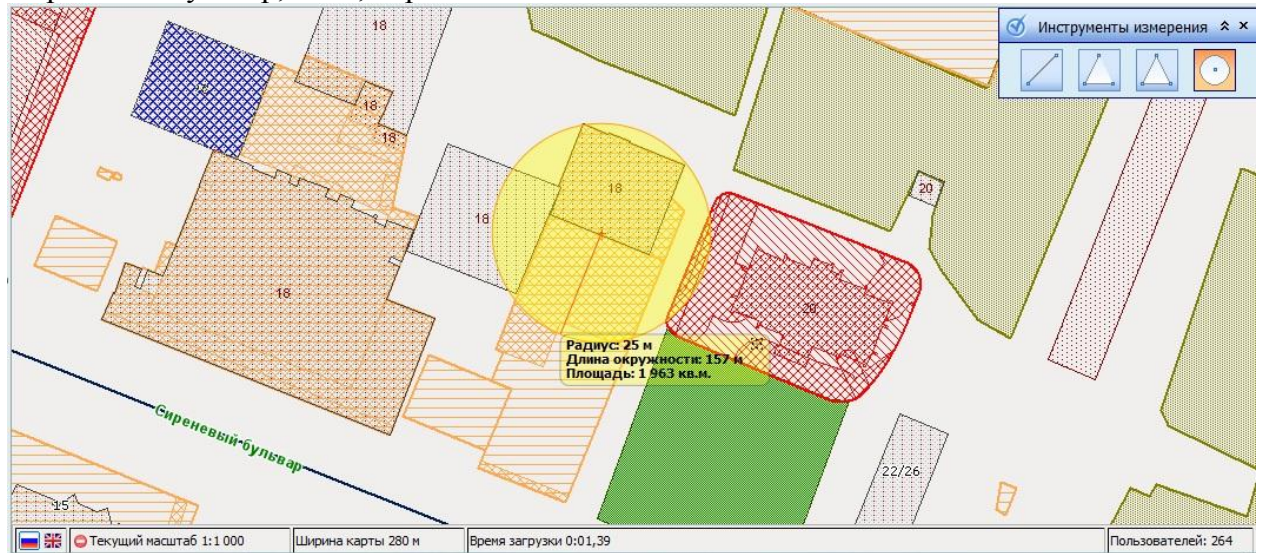 Инструменты измерения
18
18
18
18
18
20
18
20
Радиус: 25 м
Длина окружности: 157 м
Площадь: 1 963 кв.м.
Сиреневый бульвар
22/26
15
Текущий масштаб 1:1 000
Ширина карты 280 м
Время загрузки 0:01,39
Пользователей: 264